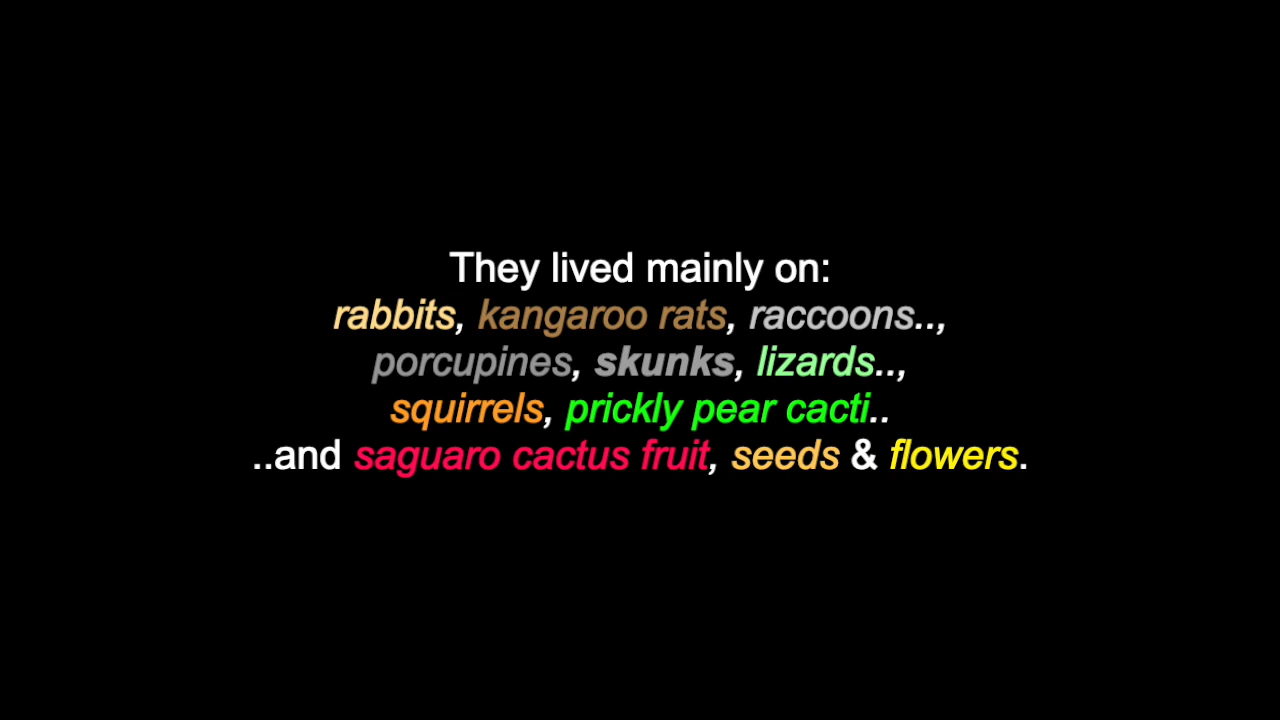 They lived mainly on:
rabbits, kangaroo rats, raccoons..,
porcupines, skunks, lizards..,
squirrels, prickly pear cacti..
..and saguaro cactus fruit, seeds & flowers.